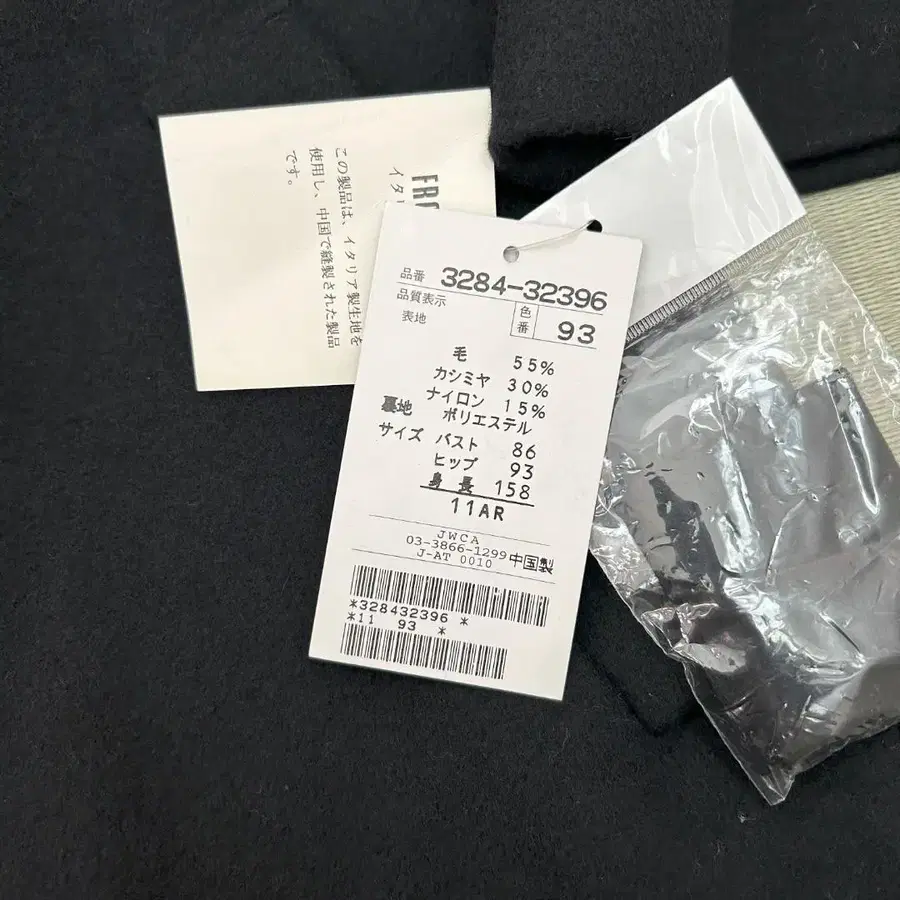 この製品は、イタリア製生地を
使用し、中国で縫製された製品
です。
品番 3284-32396
品質表示 色番 93
表地
毛 55%
カシミヤ 30%
ナイロン 15%
裏地 ポリエステル
サイズ バスト 86
ヒップ 93
身長 158
11AR
JWCA
03-3866-1299
J-AT 0010 中国製
*328432396 *
*11 93 *